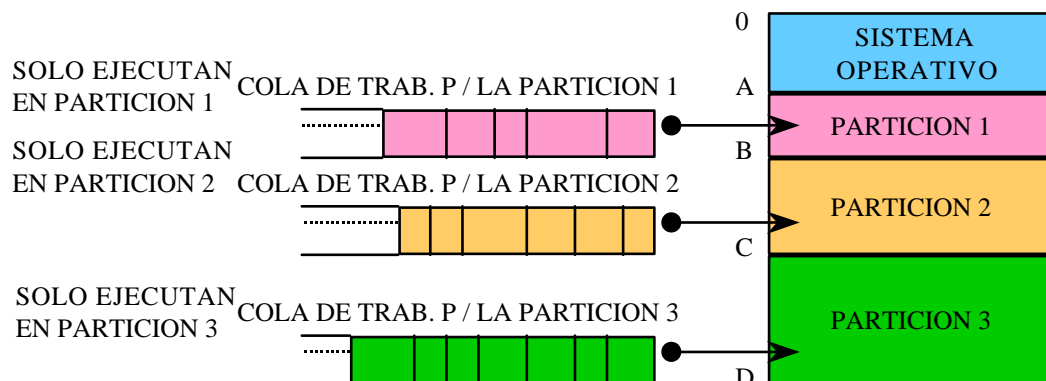 0
SISTEMA
OPERATIVO
SOLO EJECUTAN
EN PARTICION 1
COLA DE TRAB. P / LA PARTICION 1
A
PARTICION 1
B
SOLO EJECUTAN
EN PARTICION 2
COLA DE TRAB. P / LA PARTICION 2
PARTICION 2
C
SOLO EJECUTAN
EN PARTICION 3
COLA DE TRAB. P / LA PARTICION 3
PARTICION 3
D